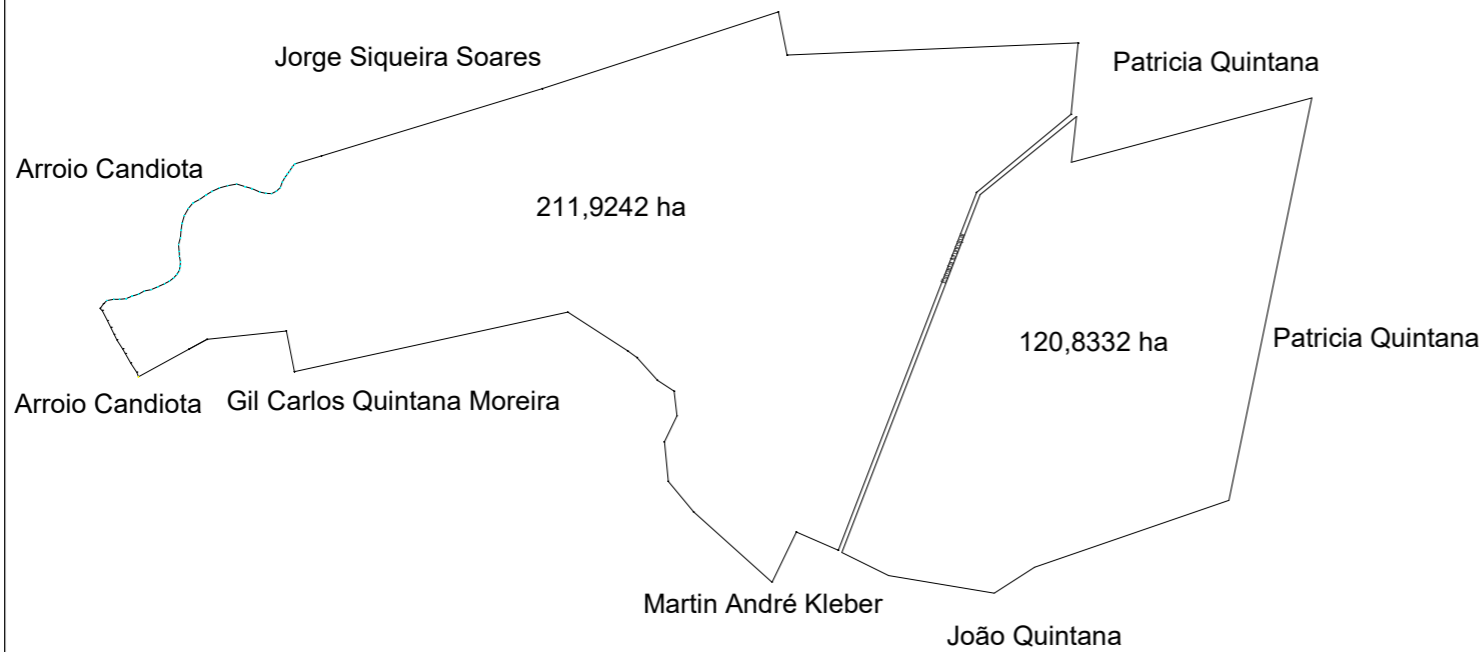 Jorge Siqueira Soares
Patricia Quintana
Arroio Candiota
211,9242 ha
120,8332 ha
Patricia Quintana
Arroio Candiota
Gil Carlos Quintana Moreira
Martin André Kleber
João Quintana